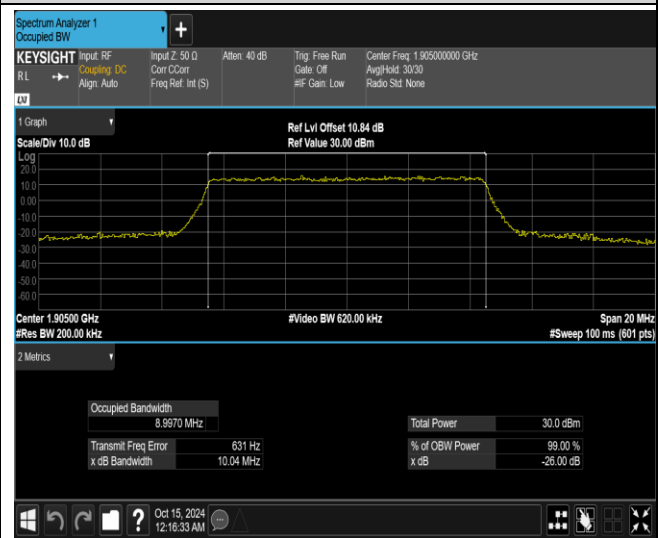 Spectrum Analyzer 1
Occupied BW
+
KEYSIGHT Input: RF Input Z: 50 Ω Atten: 40 dB Trig: Free Run Center Freq: 1.905000000 GHz
RL Coupling: DC Corr CCorr Gate: Off Avg|Hold: 30/30
Align: Auto Freq Ref: Int (S) #IF Gain: Low Radio Std: None
LXI
1 Graph
Ref Lvl Offset 10.84 dB
Scale/Div 10.0 dB Ref Value 30.00 dBm
Log
20.0
10.0
0.00
-10.0
-20.0
-30.0
-40.0
-50.0
-60.0
Center 1.90500 GHz #Video BW 620.00 kHz Span 20 MHz
#Res BW 200.00 kHz #Sweep 100 ms (601 pts)
2 Metrics
Occupied Bandwidth
8.9970 MHz Total Power 30.0 dBm
Transmit Freq Error 631 Hz % of OBW Power 99.00 %
x dB Bandwidth 10.04 MHz x dB -26.00 dB
? Oct 15, 2024
12:16:33 AM